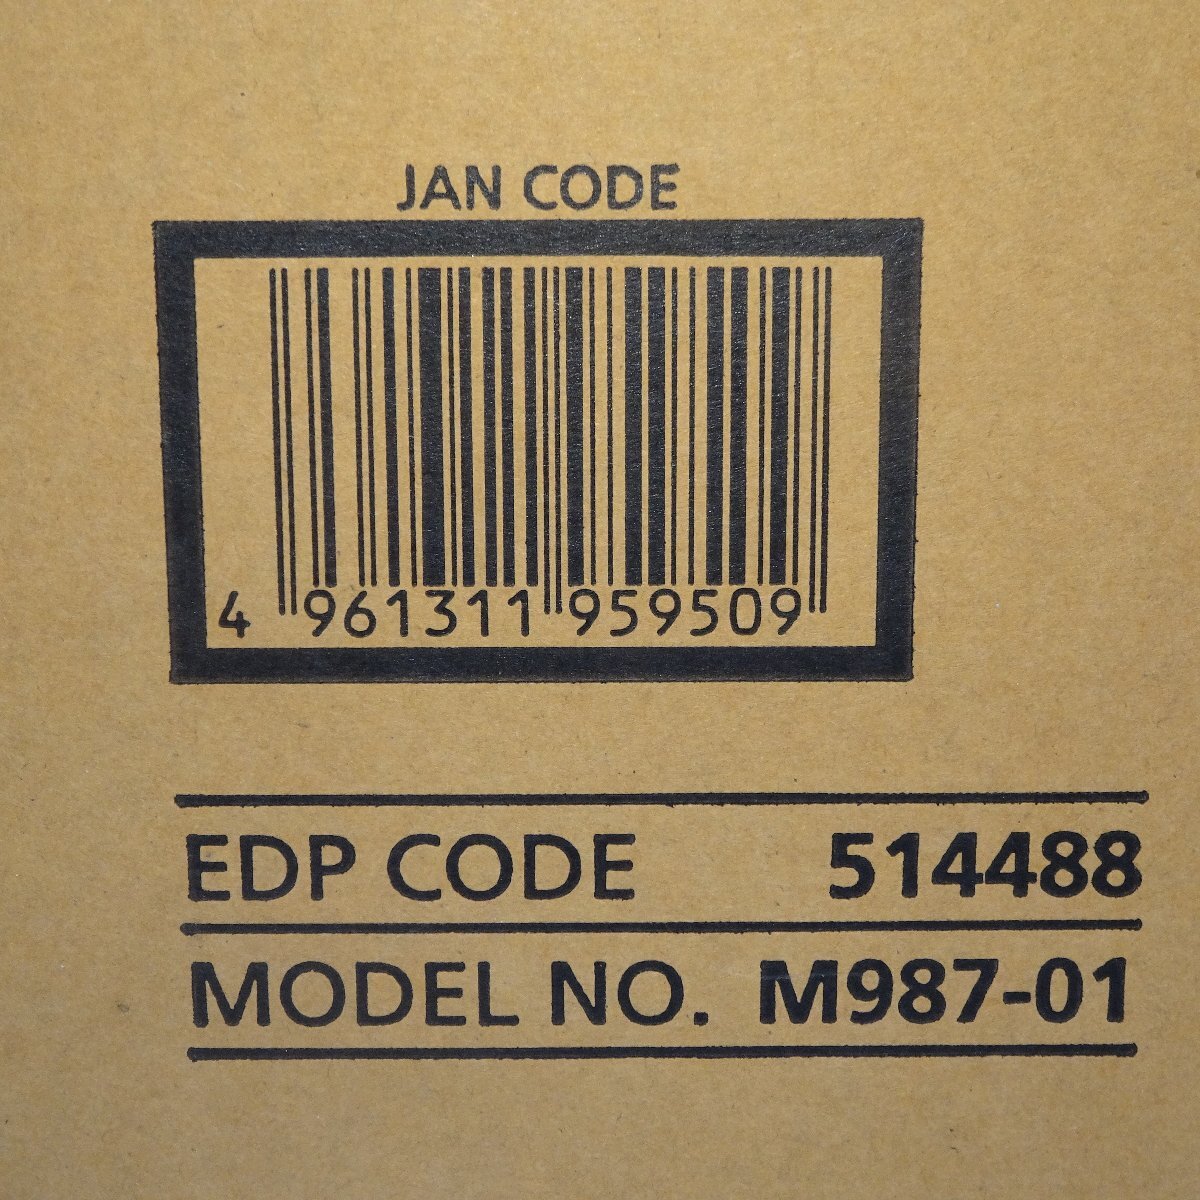 JAN CODE
4 961311 959509
EDP CODE 514488
MODEL NO. M987-01